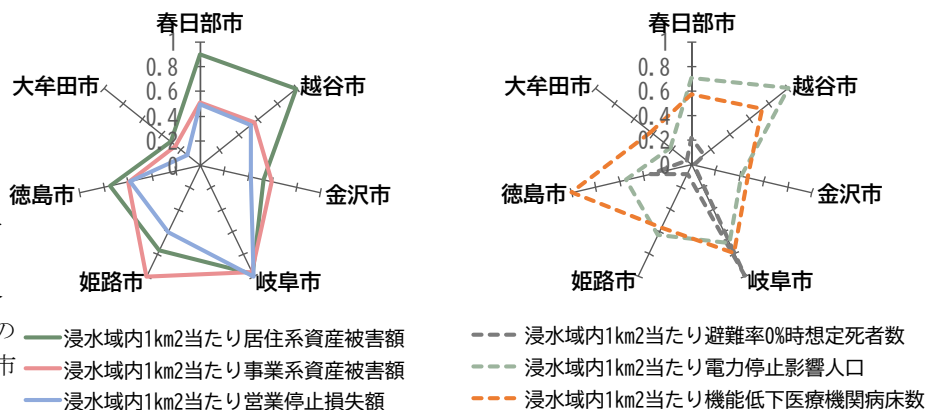 春日部市
1
0.8
0.6
0.4
0.2
0
越谷市
金沢市
岐阜市
姫路市
徳島市
大牟田市
の
市
浸水域内1km2当たり居住系資産被害額
浸水域内1km2当たり事業系資産被害額
浸水域内1km2当たり営業停止損失額
春日部市
1
0.8
0.6
0.4
0.2
0
越谷市
金沢市
岐阜市
姫路市
徳島市
大牟田市
浸水域内1km2当たり避難率0%時想定死者数
浸水域内1km2当たり電力停止影響人口
浸水域内1km2当たり機能低下医療機関病床数